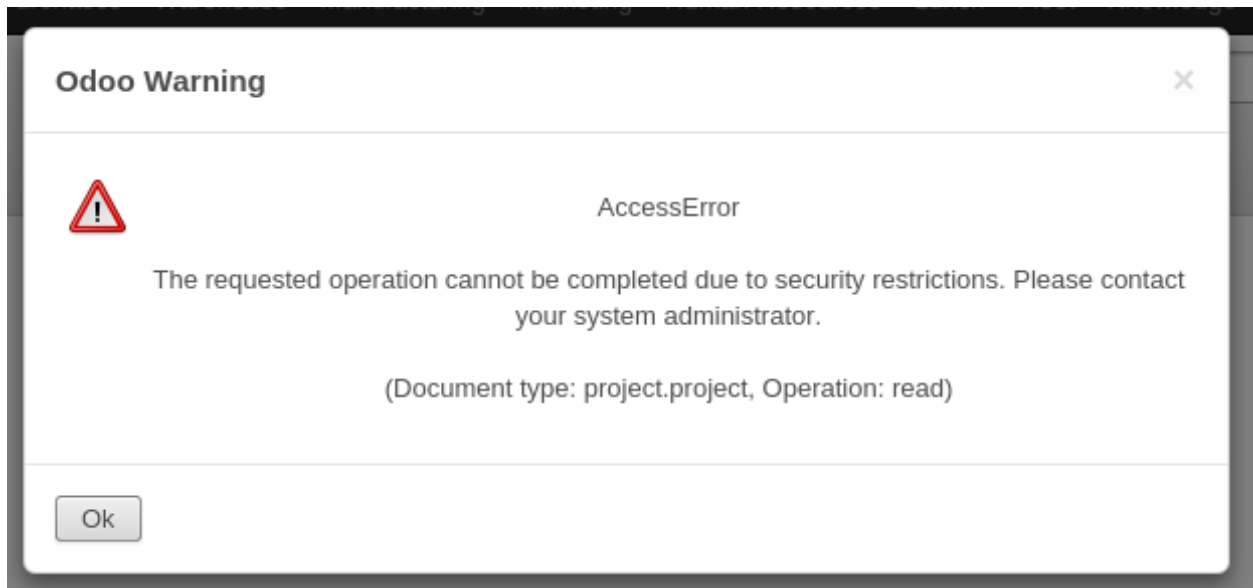 Odoo Warning
×
!
AccessError
The requested operation cannot be completed due to security restrictions. Please contact
your system administrator.
(Document type: project.project, Operation: read)
Ok